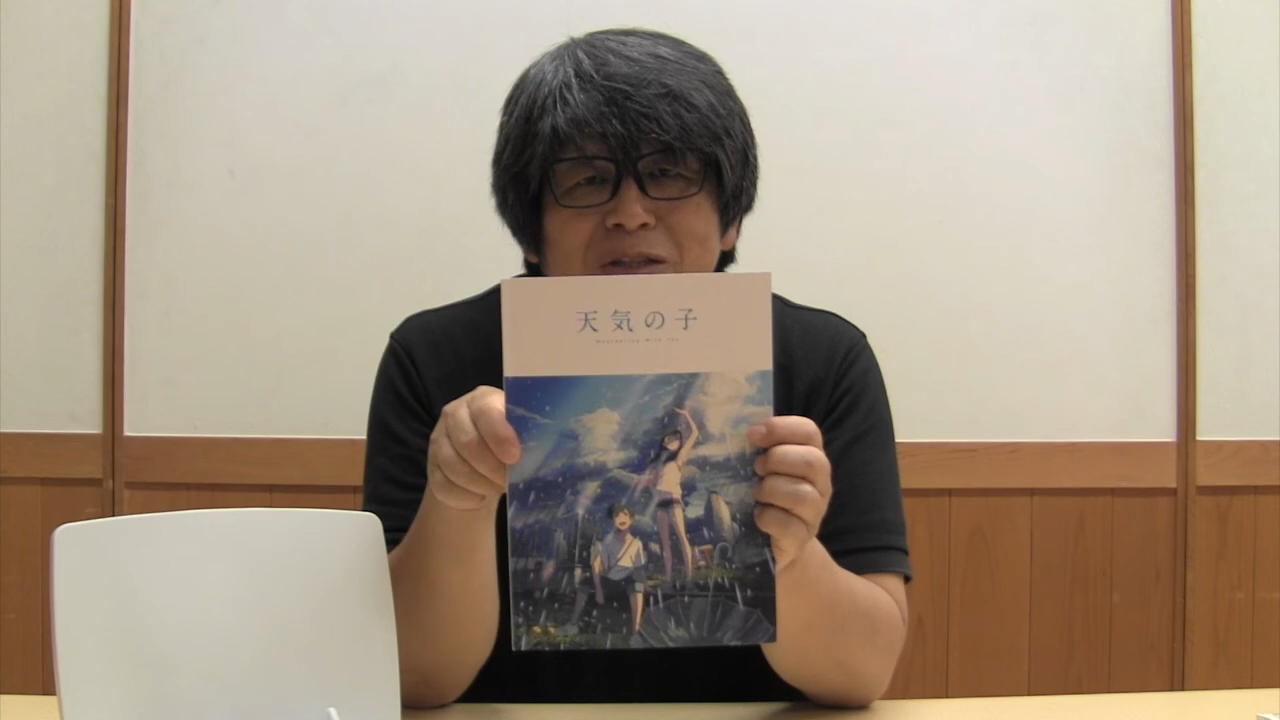 天気の子
Weathering With You